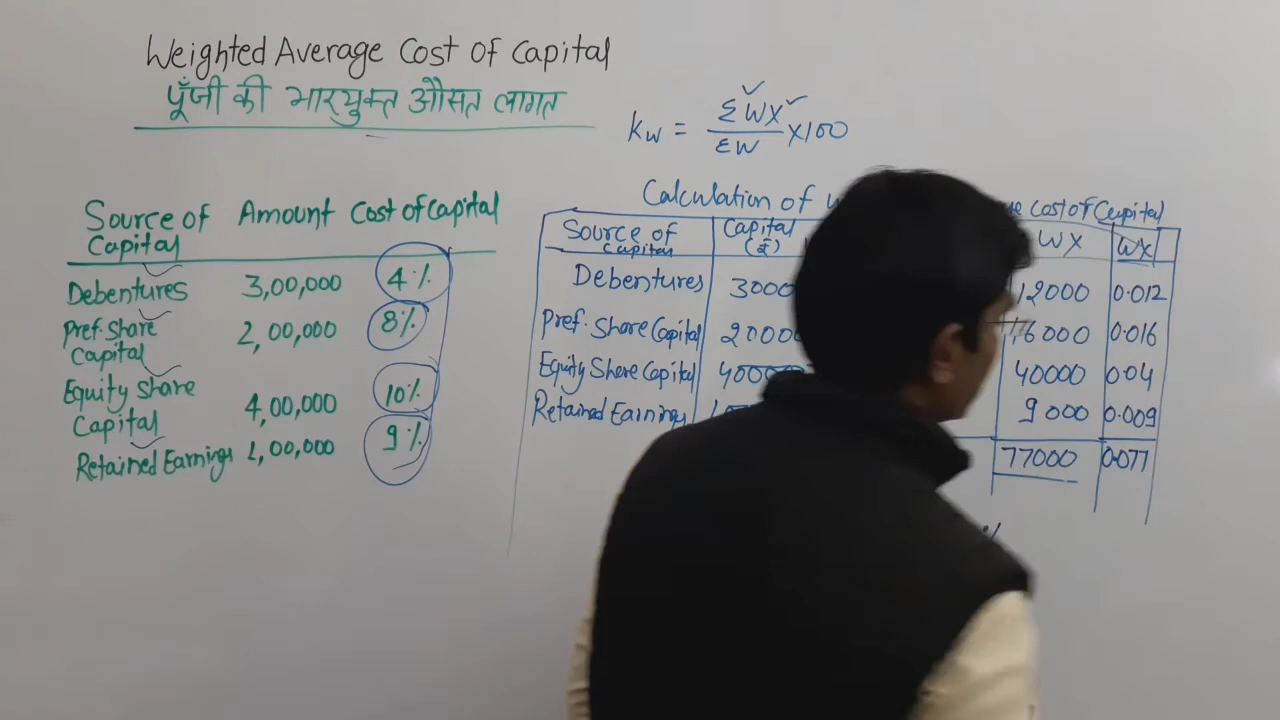 Weighted Average Cost of Capital
पूँजी की भारयुक्त औसत लागत
Kw = ΣWX / ΣW × 100
Source of Capital Amount Cost of Capital
Debentures 3,00,000 4%
Pref. Share Capital 2,00,000 8%
Equity Share Capital 4,00,000 10%
Retained Earnings 1,00,000 9%
Calculation of Cost of Capital
Source of Capital Capital (₹) WX WX
Debentures 3000 12000 0.012
Pref. Share Capital 20000 16000 0.016
Equity Share Capital 400000 40000 0.04
Retained Earnings 9000 0.009
77000 0.077
%